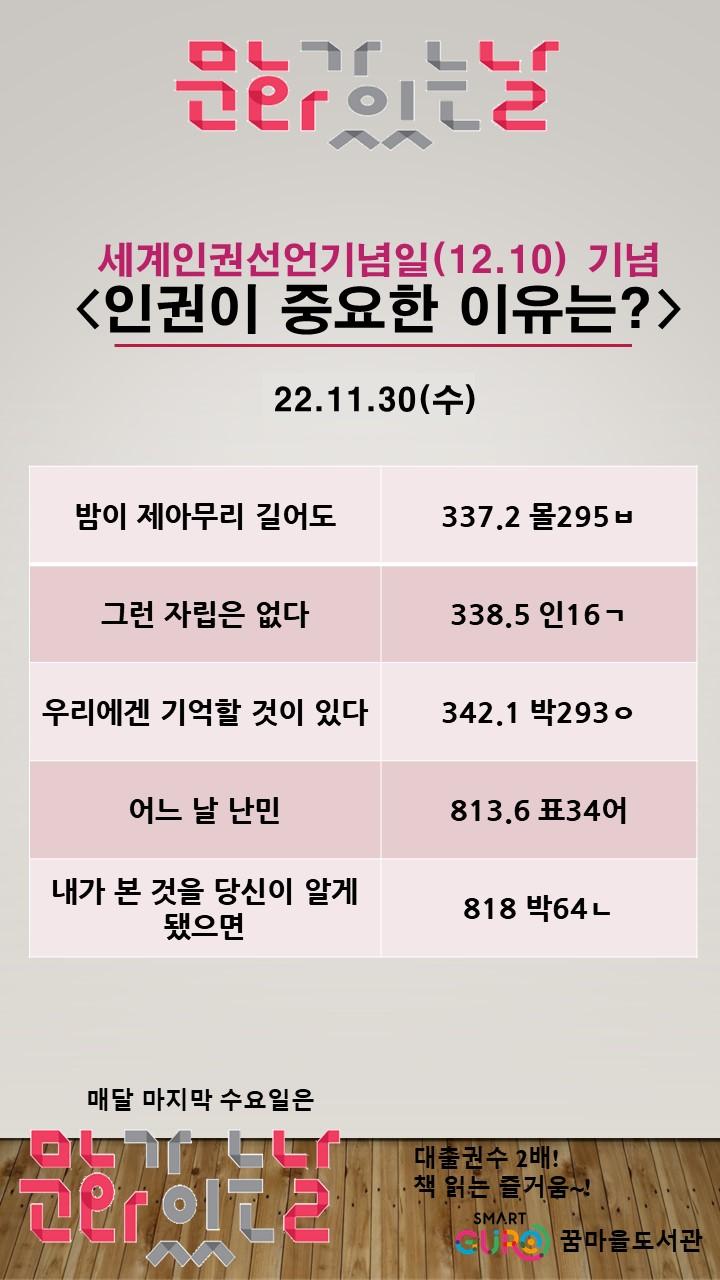 문화가 있는 날
세계인권선언기념일(12.10) 기념
<인권이 중요한 이유는?>
22.11.30(수)
밤이 제아무리 길어도 337.2 몰295ㅂ
그런 자립은 없다 338.5 인16ㄱ
우리에겐 기억할 것이 있다 342.1 박293ㅇ
어느 날 난민 813.6 표34어
내가 본 것을 당신이 알게
됐으면 818 박64ㄴ
매달 마지막 수요일은
문화가 있는 날
대출권수 2배!
책 읽는 즐거움~!
SMART
GURO 꿈마을도서관